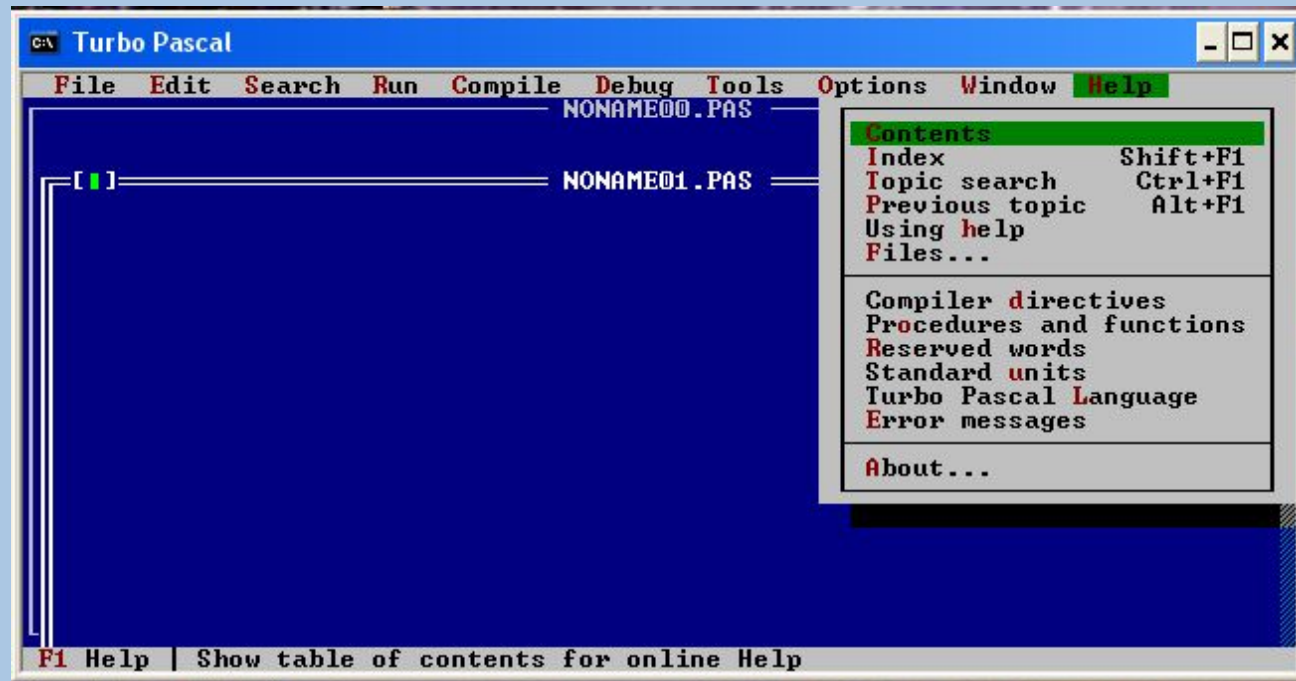 C:\ Turbo Pascal
File Edit Search Run Compile Debug Tools Options Window Help
NONAME00.PAS
[▮] NONAME01.PAS
Contents
Index Shift+F1
Topic search Ctrl+F1
Previous topic Alt+F1
Using help
Files...
Compiler directives
Procedures and functions
Reserved words
Standard units
Turbo Pascal Language
Error messages
About...
F1 Help | Show table of contents for online Help